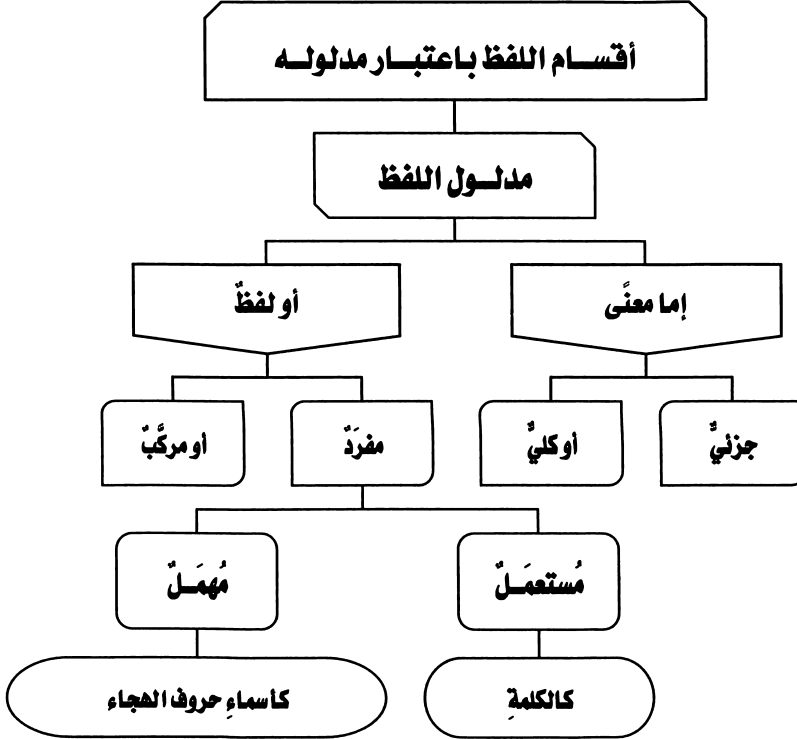 أقسام اللفظ باعتبار مدلوله
مدلول اللفظ
إما معنًى
أو لفظٌ
جزئيٌّ
أو كليٌّ
مفرَدٌ
أو مركَّبٌ
مُستعمَلٌ
مُهمَلٌ
كالكلمةِ
كأسماءِ حروف الهجاء